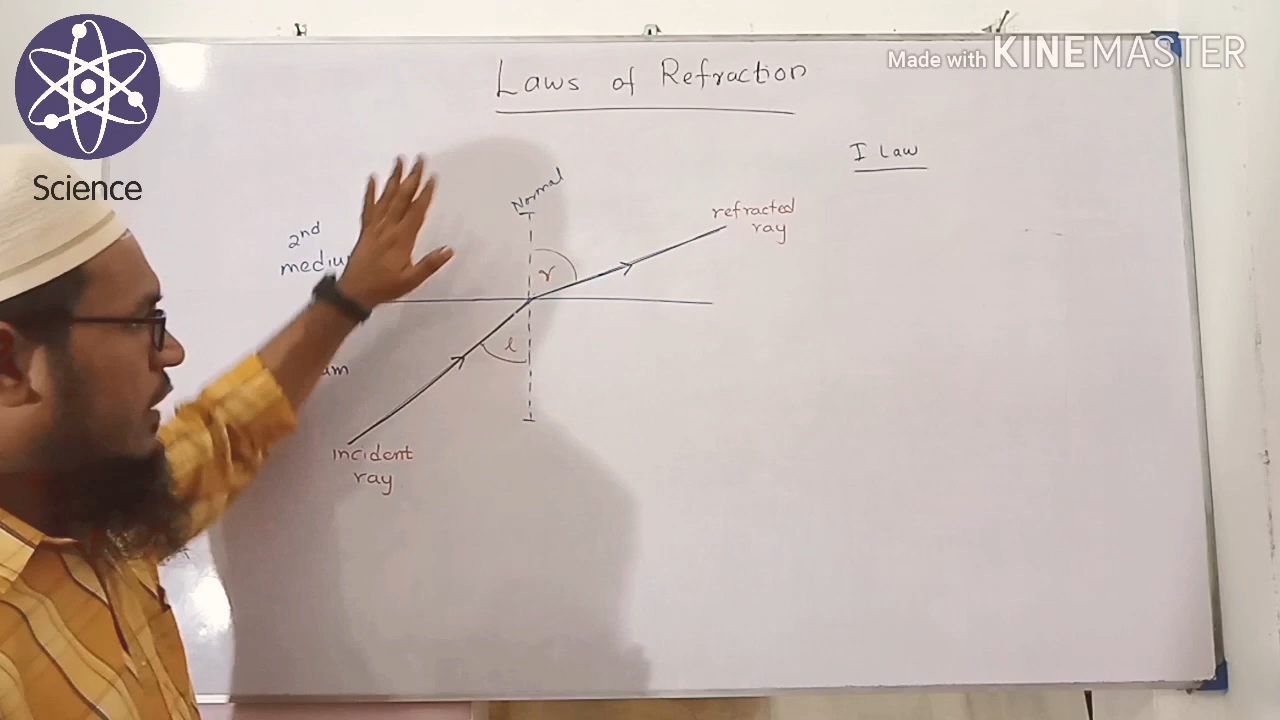 Science
Made with KINEMASTER
Laws of Refraction
I Law
Normal
refracted
ray
2nd
r
i
incident
ray